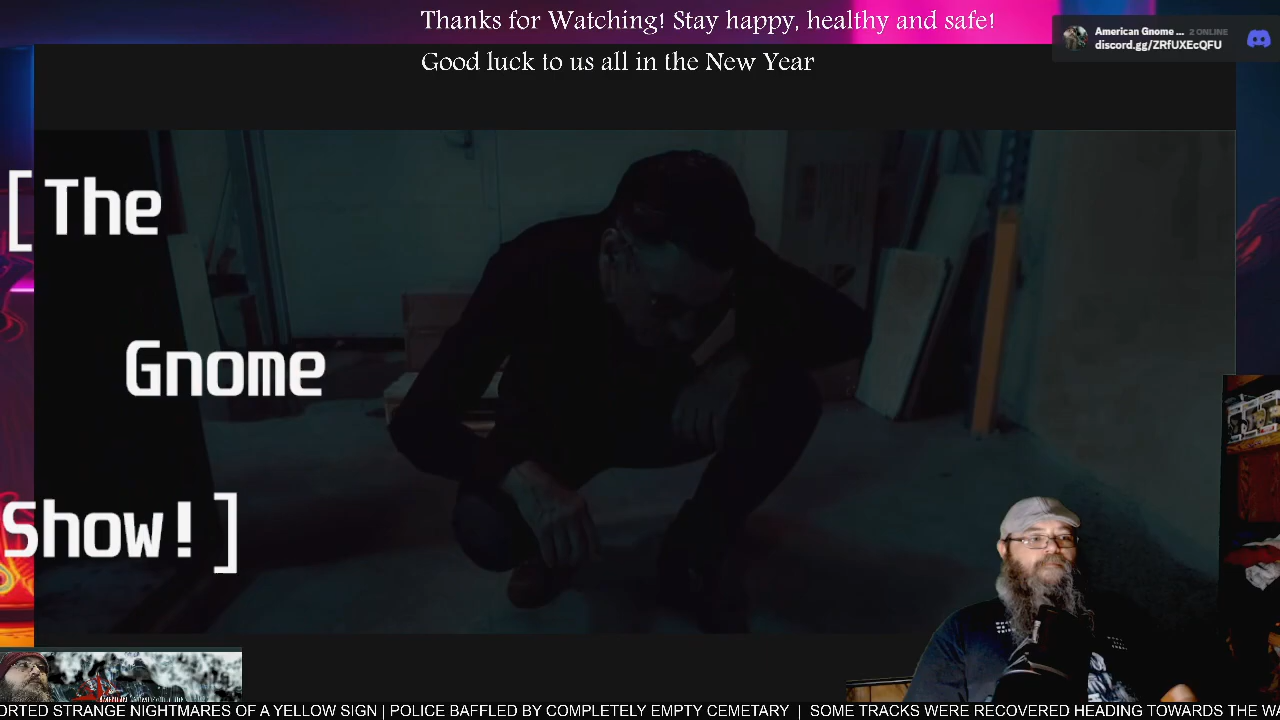 Thanks for Watching! Stay happy, healthy and safe!
American Gnome ... 2 ONLINE
discord.gg/ZRfUXEcQFU
Good luck to us all in the New Year
[The
Gnome
Show!]
ORTED STRANGE NIGHTMARES OF A YELLOW SIGN | POLICE BAFFLED BY COMPLETELY EMPTY CEMETARY | SOME TRACKS WERE RECOVERED HEADING TOWARDS THE WA